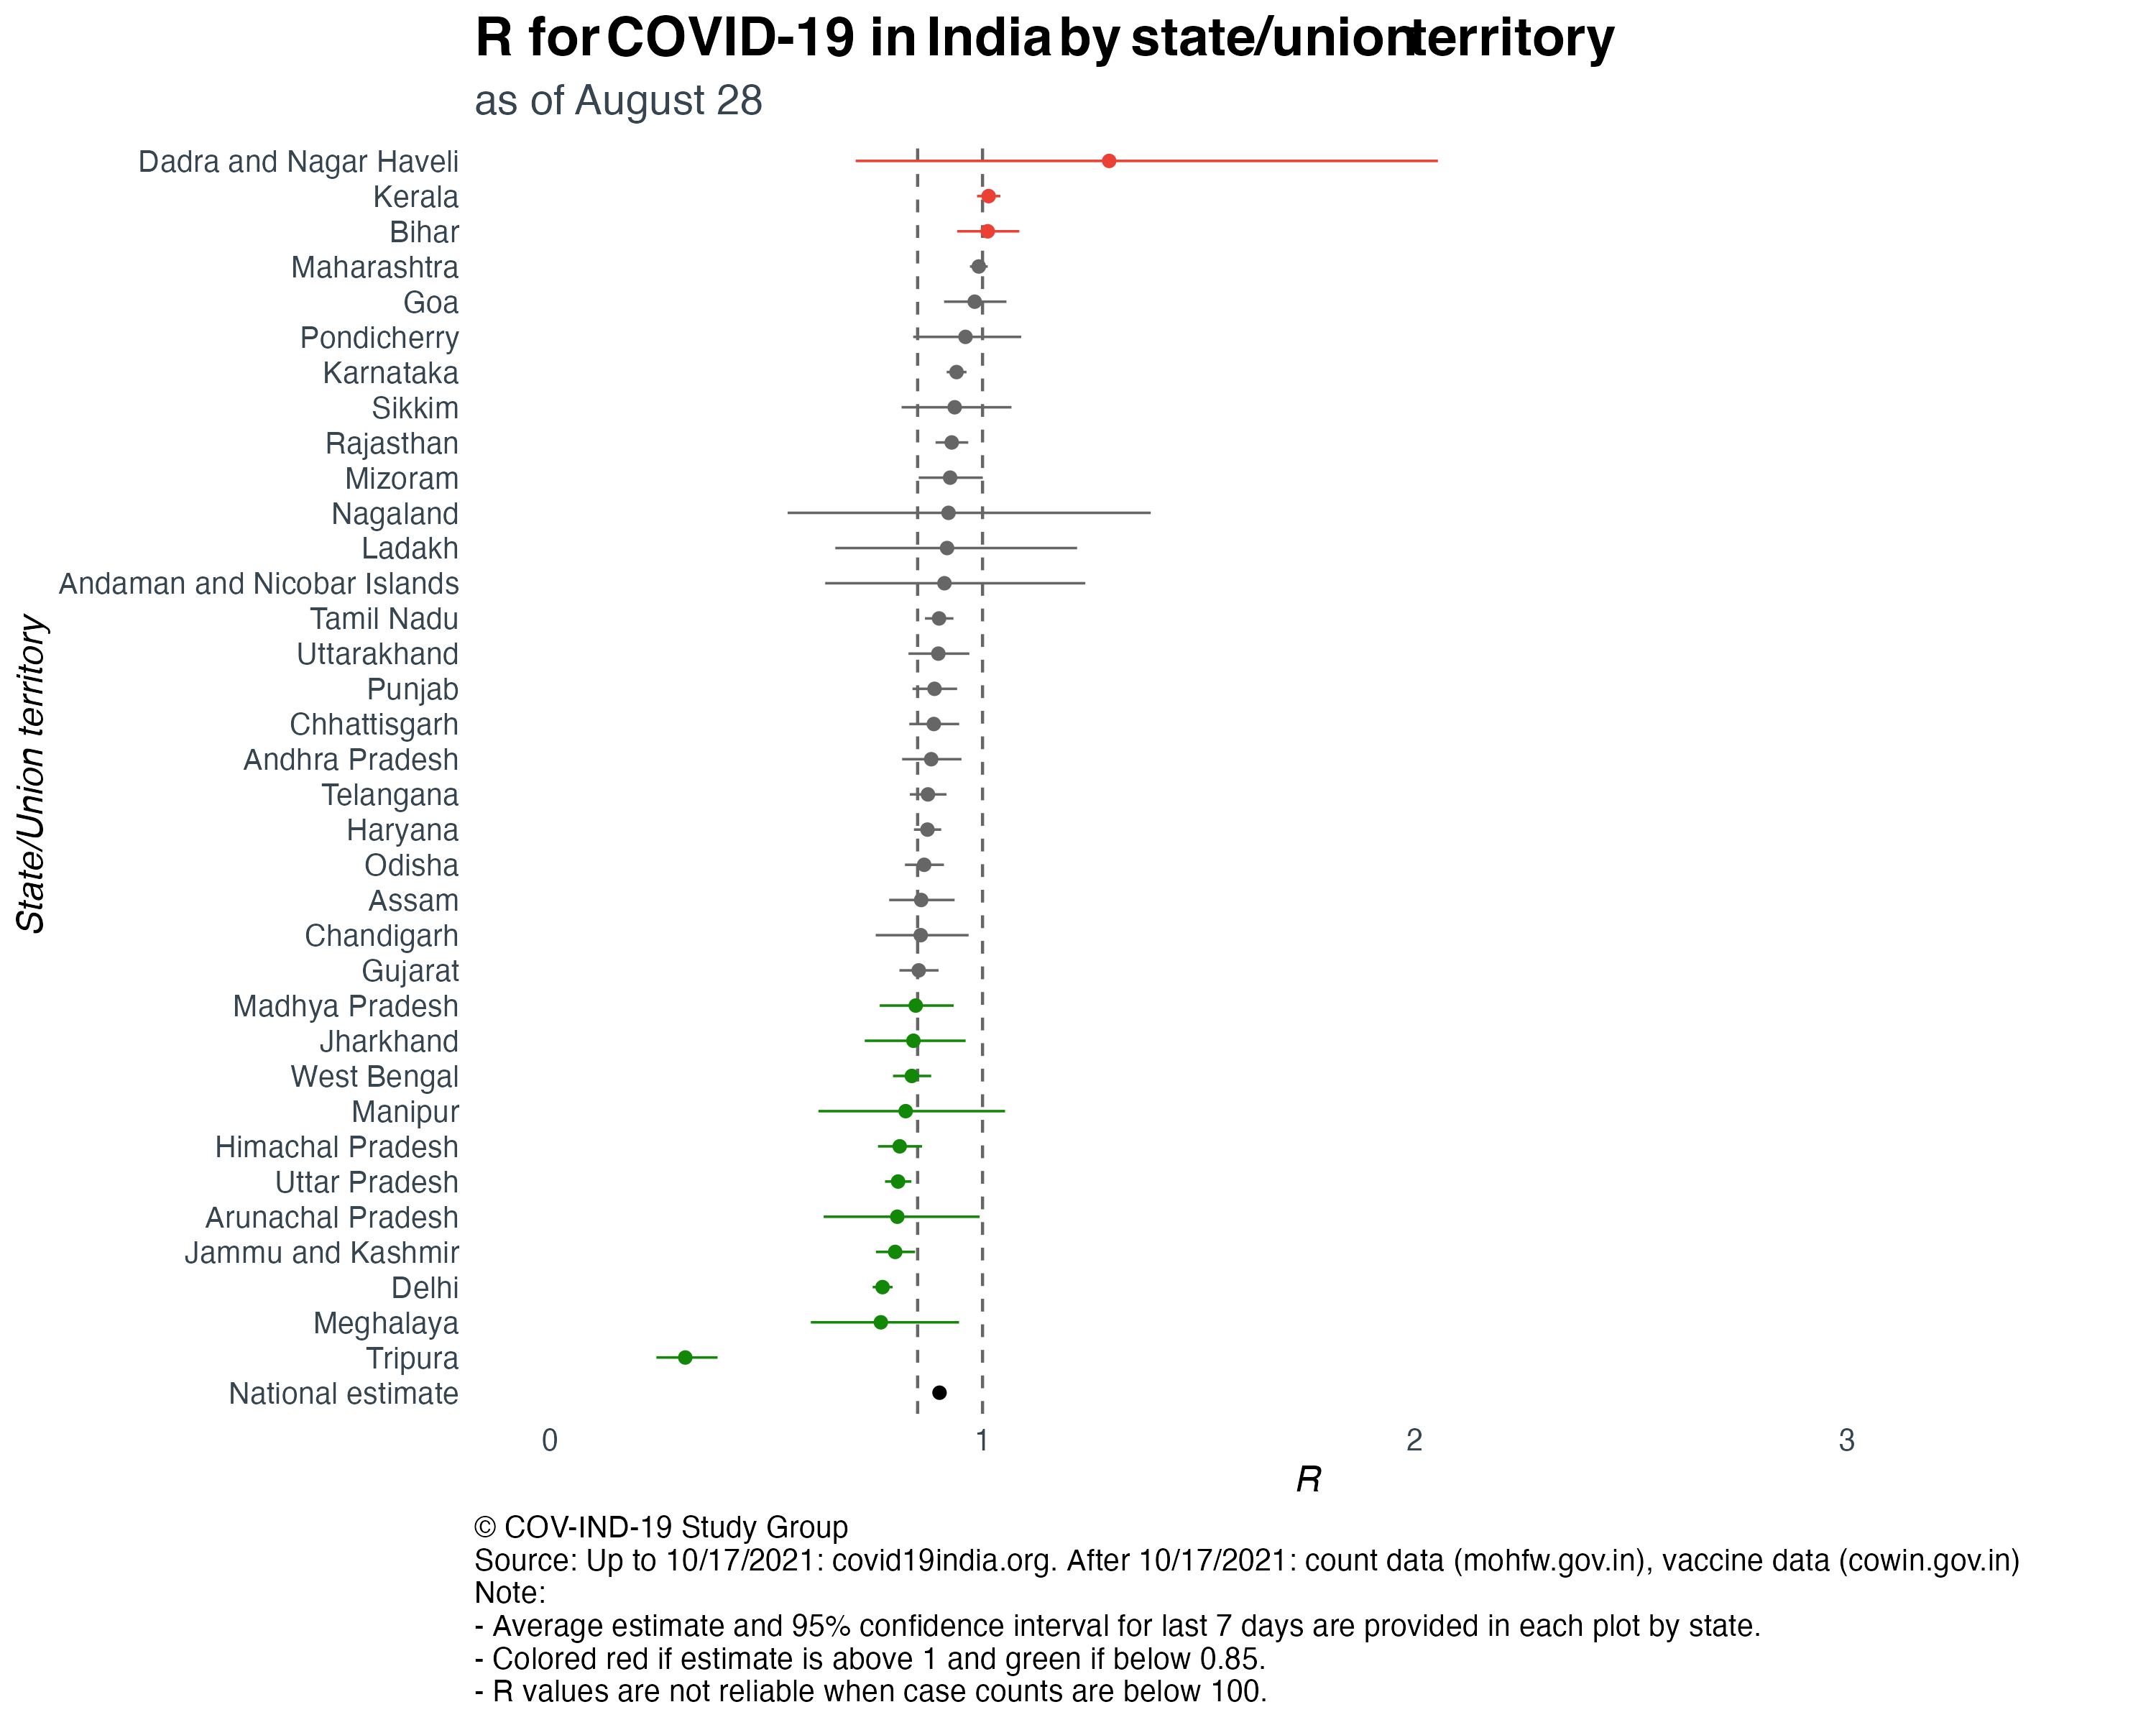 R for COVID-19 in India by state/union territory
as of August 28
Dadra and Nagar Haveli
Kerala
Bihar
Maharashtra
Goa
Pondicherry
Karnataka
Sikkim
Rajasthan
Mizoram
Nagaland
Ladakh
Andaman and Nicobar Islands
Tamil Nadu
Uttarakhand
Punjab
Chhattisgarh
Andhra Pradesh
Telangana
Haryana
Odisha
Assam
Chandigarh
Gujarat
Madhya Pradesh
Jharkhand
West Bengal
Manipur
Himachal Pradesh
Uttar Pradesh
Arunachal Pradesh
Jammu and Kashmir
Delhi
Meghalaya
Tripura
National estimate
State/Union territory
0 1 2 3
R
© COV-IND-19 Study Group
Source: Up to 10/17/2021: covid19india.org. After 10/17/2021: count data (mohfw.gov.in), vaccine data (cowin.gov.in)
Note:
- Average estimate and 95% confidence interval for last 7 days are provided in each plot by state.
- Colored red if estimate is above 1 and green if below 0.85.
- R values are not reliable when case counts are below 100.